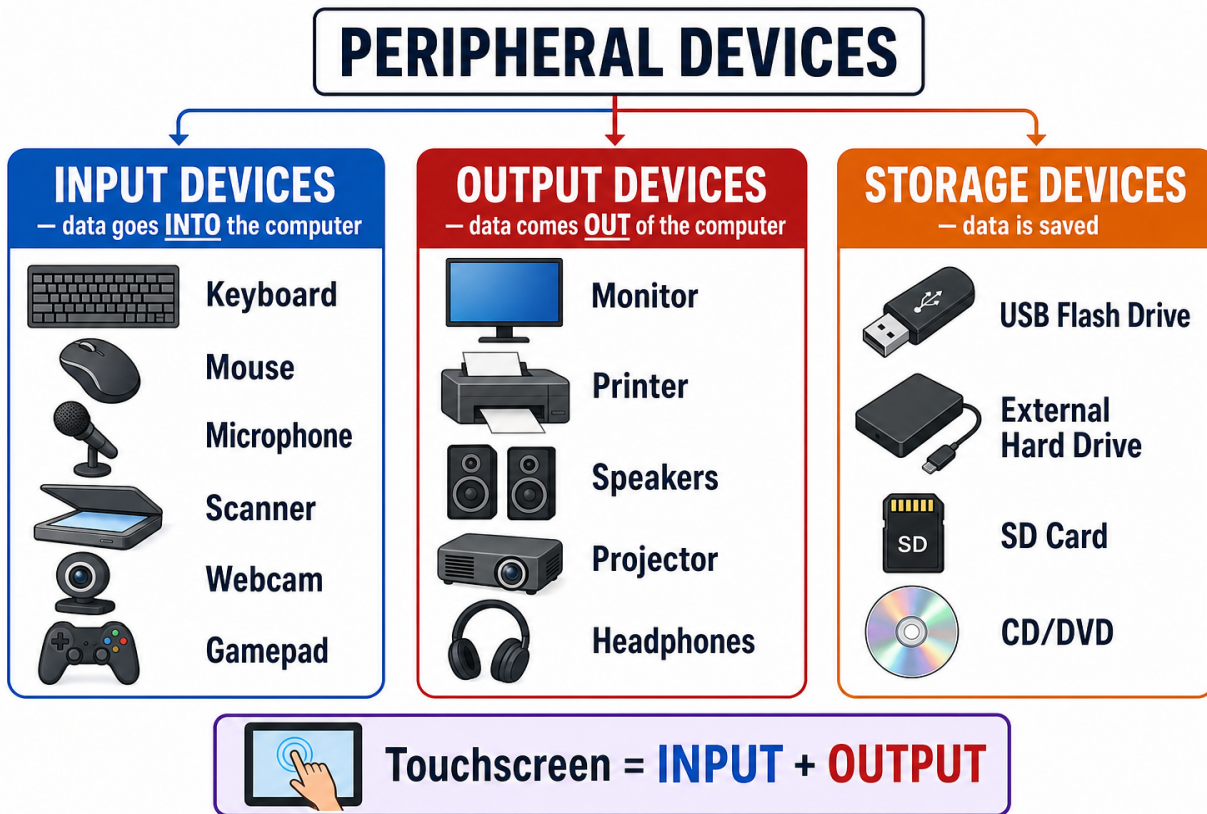 PERIPHERAL DEVICES
INPUT DEVICES
— data goes INTO the computer
Keyboard
Mouse
Microphone
Scanner
Webcam
Gamepad
OUTPUT DEVICES
— data comes OUT of the computer
Monitor
Printer
Speakers
Projector
Headphones
STORAGE DEVICES
— data is saved
USB Flash Drive
External
Hard Drive
SD
SD Card
CD/DVD
Touchscreen = INPUT + OUTPUT